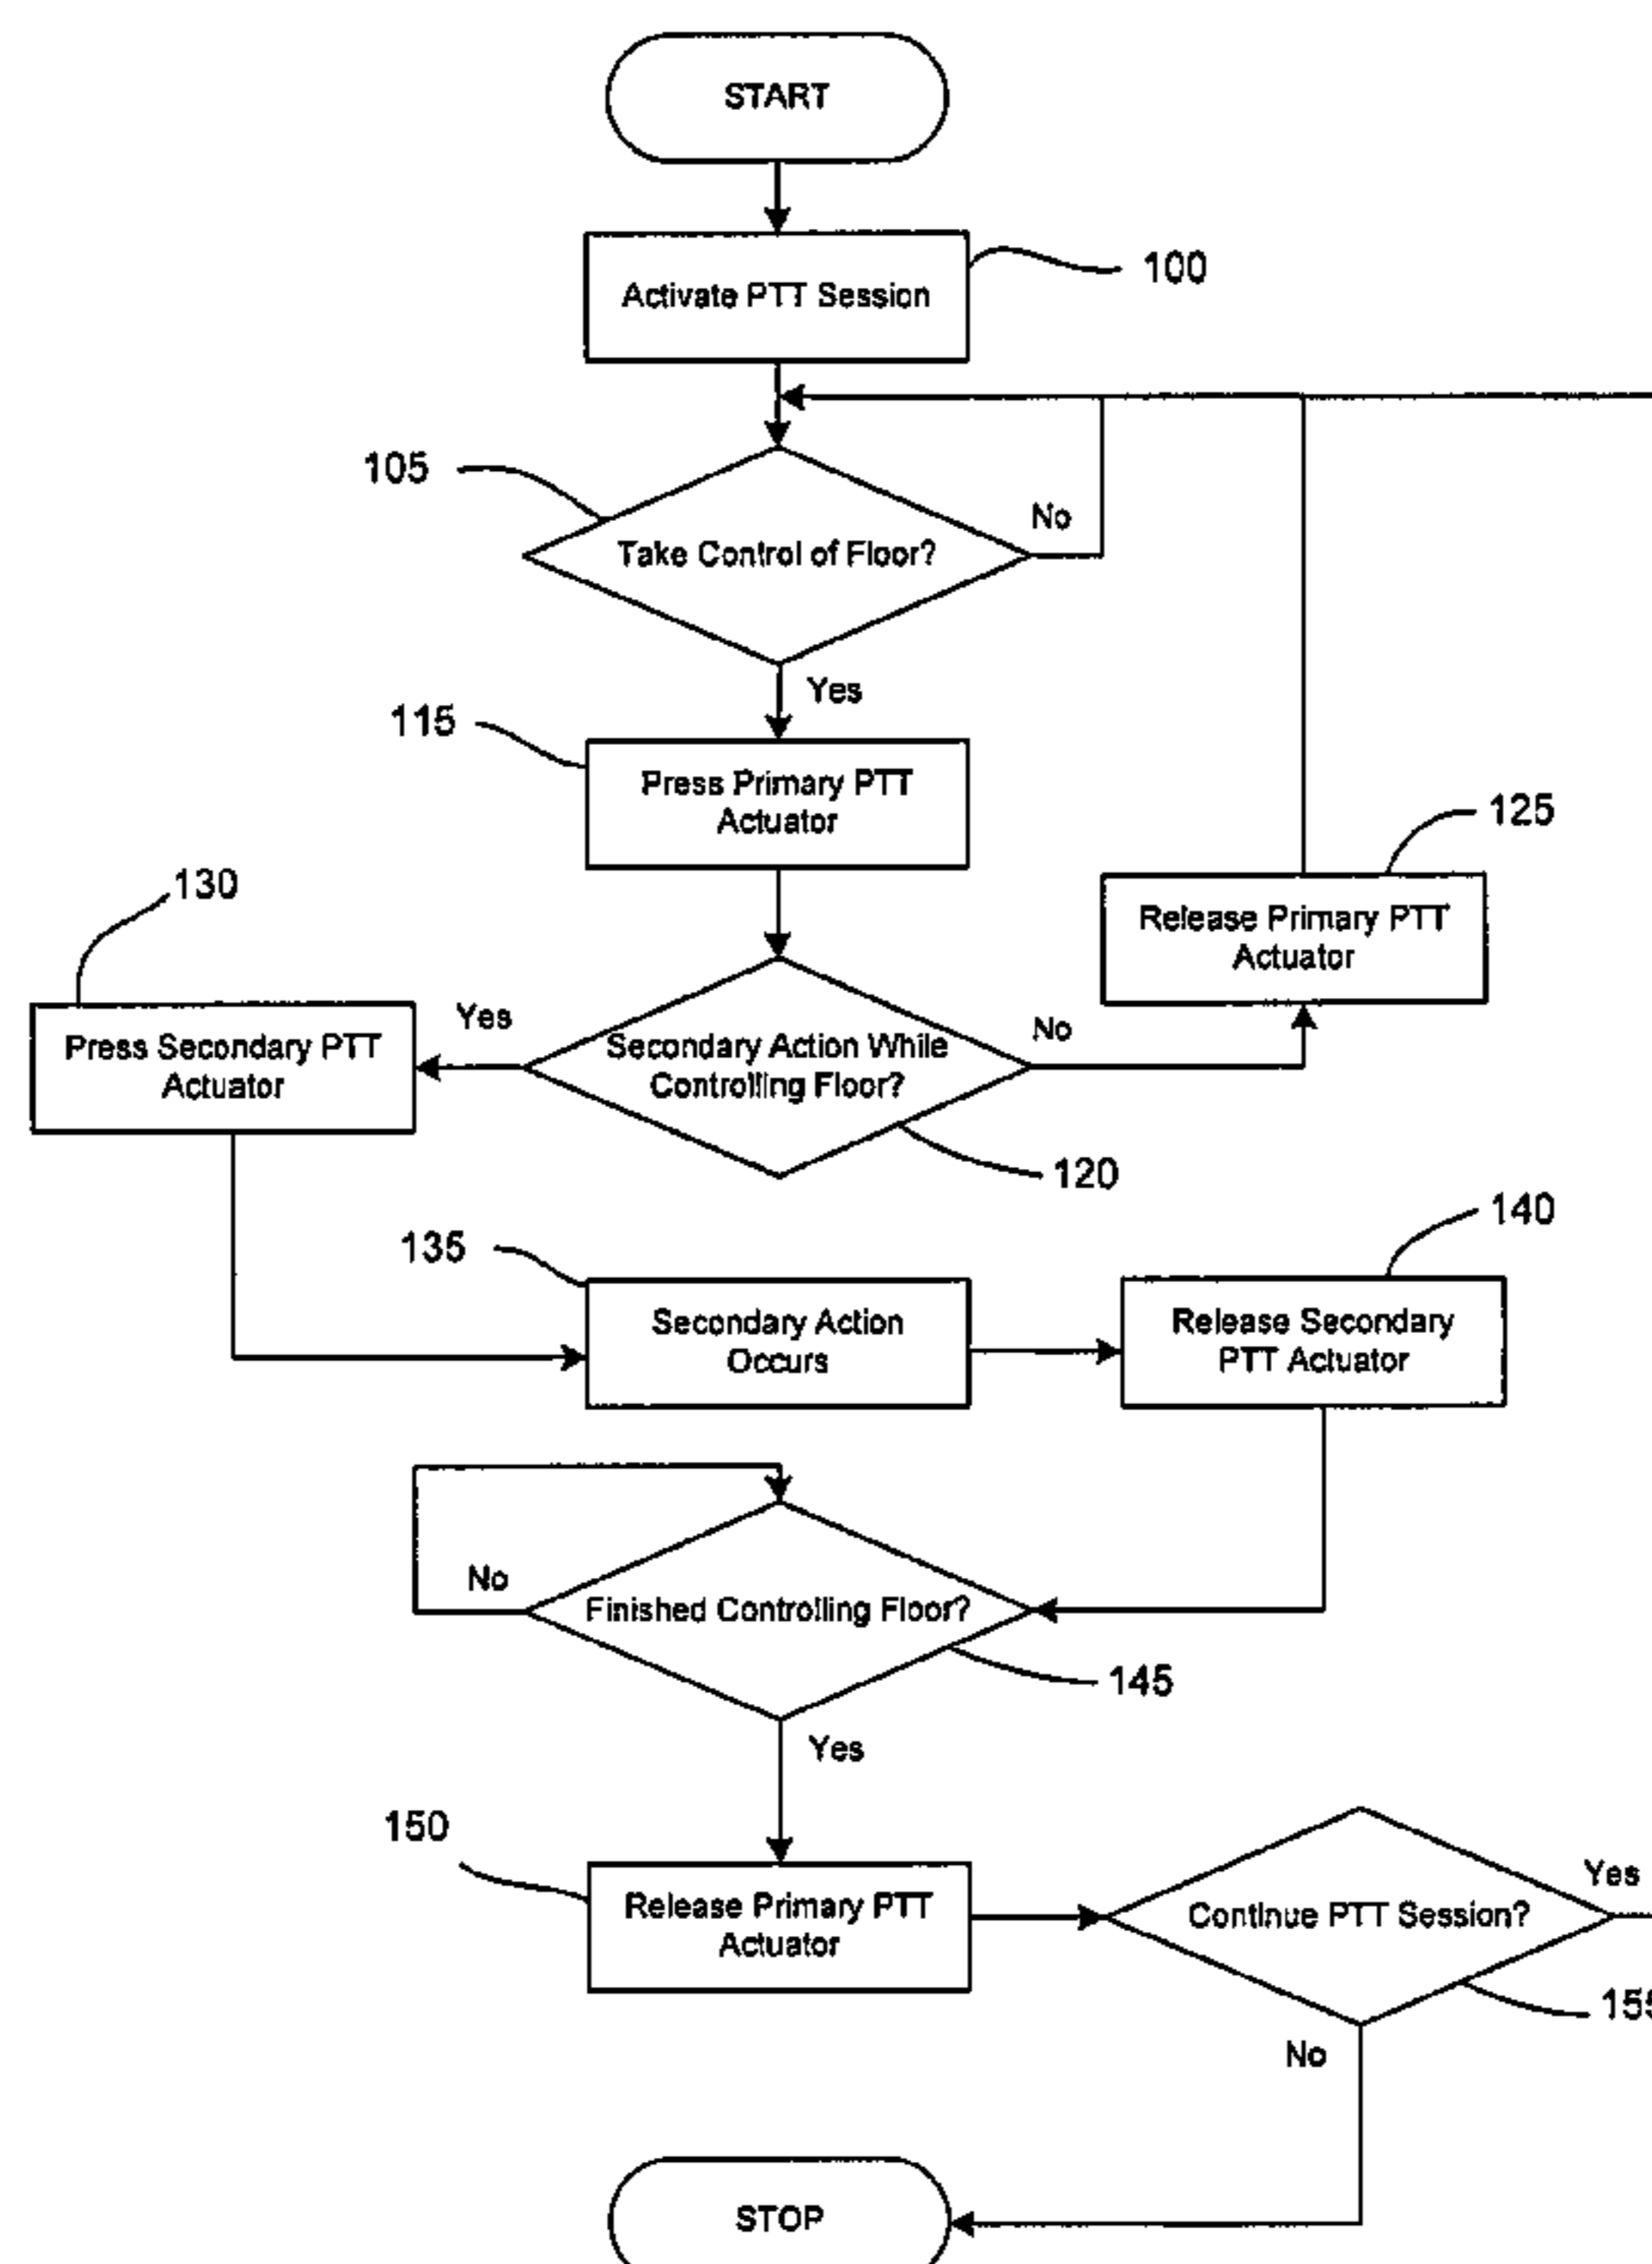 START
Activate PTT Session
100
105
No
Take Control of Floor?
Yes
115
Press Primary PTT
Actuator
125
Release Primary PTT
Actuator
130
Yes
No
Press Secondary PTT
Actuator
Secondary Action While
Controlling Floor?
120
140
135
Secondary Action
Occurs
Release Secondary
PTT Actuator
No
Finished Controlling Floor?
145
Yes
150
Yes
Release Primary PTT
Actuator
Continue PTT Session?
155
No
STOP